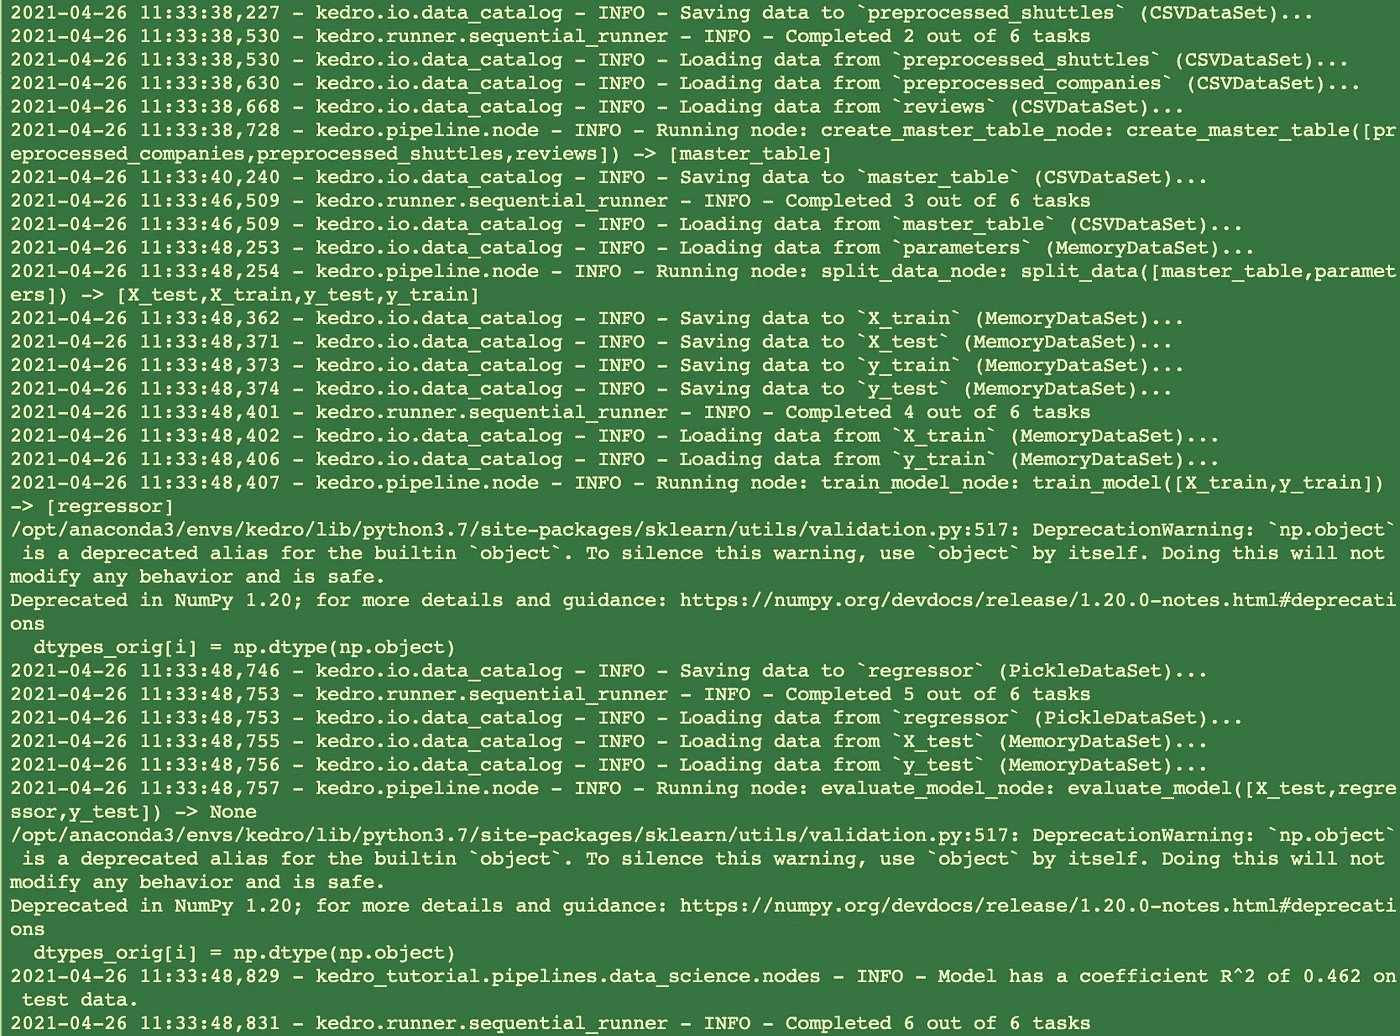 2021-04-26 11:33:38,227 - kedro.io.data_catalog - INFO - Saving data to `preprocessed_shuttles` (CSVDataSet)...
2021-04-26 11:33:38,530 - kedro.runner.sequential_runner - INFO - Completed 2 out of 6 tasks
2021-04-26 11:33:38,530 - kedro.io.data_catalog - INFO - Loading data from `preprocessed_shuttles` (CSVDataSet)...
2021-04-26 11:33:38,630 - kedro.io.data_catalog - INFO - Loading data from `preprocessed_companies` (CSVDataSet)...
2021-04-26 11:33:38,668 - kedro.io.data_catalog - INFO - Loading data from `reviews` (CSVDataSet)...
2021-04-26 11:33:38,728 - kedro.pipeline.node - INFO - Running node: create_master_table_node: create_master_table([pr
eprocessed_companies,preprocessed_shuttles,reviews]) -> [master_table]
2021-04-26 11:33:40,240 - kedro.io.data_catalog - INFO - Saving data to `master_table` (CSVDataSet)...
2021-04-26 11:33:46,509 - kedro.runner.sequential_runner - INFO - Completed 3 out of 6 tasks
2021-04-26 11:33:46,509 - kedro.io.data_catalog - INFO - Loading data from `master_table` (CSVDataSet)...
2021-04-26 11:33:48,253 - kedro.io.data_catalog - INFO - Loading data from `parameters` (MemoryDataSet)...
2021-04-26 11:33:48,254 - kedro.pipeline.node - INFO - Running node: split_data_node: split_data([master_table,paramet
ers]) -> [X_test,X_train,y_test,y_train]
2021-04-26 11:33:48,362 - kedro.io.data_catalog - INFO - Saving data to `X_train` (MemoryDataSet)...
2021-04-26 11:33:48,371 - kedro.io.data_catalog - INFO - Saving data to `X_test` (MemoryDataSet)...
2021-04-26 11:33:48,373 - kedro.io.data_catalog - INFO - Saving data to `y_train` (MemoryDataSet)...
2021-04-26 11:33:48,374 - kedro.io.data_catalog - INFO - Saving data to `y_test` (MemoryDataSet)...
2021-04-26 11:33:48,401 - kedro.runner.sequential_runner - INFO - Completed 4 out of 6 tasks
2021-04-26 11:33:48,402 - kedro.io.data_catalog - INFO - Loading data from `X_train` (MemoryDataSet)...
2021-04-26 11:33:48,406 - kedro.io.data_catalog - INFO - Loading data from `y_train` (MemoryDataSet)...
2021-04-26 11:33:48,407 - kedro.pipeline.node - INFO - Running node: train_model_node: train_model([X_train,y_train])
-> [regressor]
/opt/anaconda3/envs/kedro/lib/python3.7/site-packages/sklearn/utils/validation.py:517: DeprecationWarning: `np.object`
 is a deprecated alias for the builtin `object`. To silence this warning, use `object` by itself. Doing this will not
modify any behavior and is safe.
Deprecated in NumPy 1.20; for more details and guidance: https://numpy.org/devdocs/release/1.20.0-notes.html#deprecati
ons
  dtypes_orig[i] = np.dtype(np.object)
2021-04-26 11:33:48,746 - kedro.io.data_catalog - INFO - Saving data to `regressor` (PickleDataSet)...
2021-04-26 11:33:48,753 - kedro.runner.sequential_runner - INFO - Completed 5 out of 6 tasks
2021-04-26 11:33:48,753 - kedro.io.data_catalog - INFO - Loading data from `regressor` (PickleDataSet)...
2021-04-26 11:33:48,755 - kedro.io.data_catalog - INFO - Loading data from `X_test` (MemoryDataSet)...
2021-04-26 11:33:48,756 - kedro.io.data_catalog - INFO - Loading data from `y_test` (MemoryDataSet)...
2021-04-26 11:33:48,757 - kedro.pipeline.node - INFO - Running node: evaluate_model_node: evaluate_model([X_test,regre
ssor,y_test]) -> None
/opt/anaconda3/envs/kedro/lib/python3.7/site-packages/sklearn/utils/validation.py:517: DeprecationWarning: `np.object`
 is a deprecated alias for the builtin `object`. To silence this warning, use `object` by itself. Doing this will not
modify any behavior and is safe.
Deprecated in NumPy 1.20; for more details and guidance: https://numpy.org/devdocs/release/1.20.0-notes.html#deprecati
ons
  dtypes_orig[i] = np.dtype(np.object)
2021-04-26 11:33:48,829 - kedro_tutorial.pipelines.data_science.nodes - INFO - Model has a coefficient R^2 of 0.462 on
 test data.
2021-04-26 11:33:48,831 - kedro.runner.sequential_runner - INFO - Completed 6 out of 6 tasks